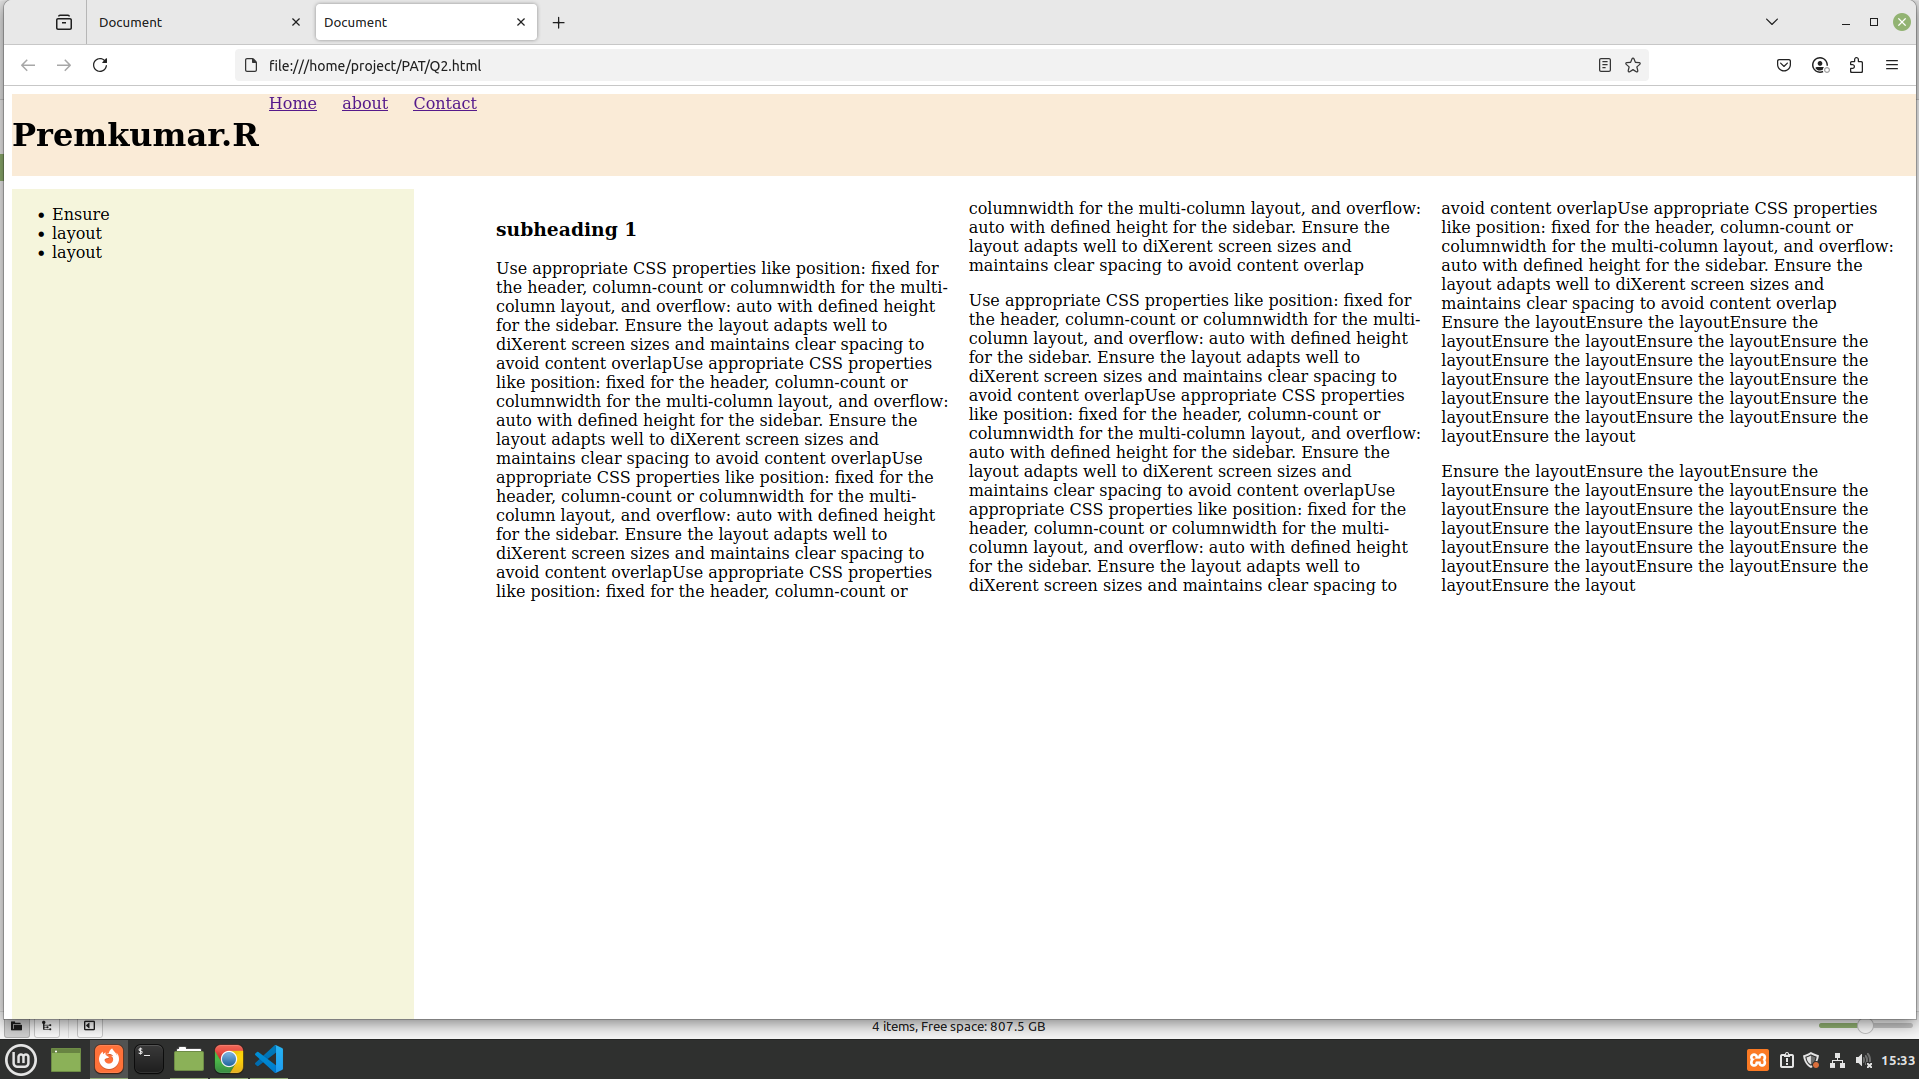 Document
Document
file:///home/project/PAT/Q2.html
Home about Contact
Premkumar.R
Ensure
layout
layout
subheading 1
Use appropriate CSS properties like position: fixed for
the header, column-count or columnwidth for the multi-
column layout, and overflow: auto with defined height
for the sidebar. Ensure the layout adapts well to
diXerent screen sizes and maintains clear spacing to
avoid content overlapUse appropriate CSS properties
like position: fixed for the header, column-count or
columnwidth for the multi-column layout, and overflow:
auto with defined height for the sidebar. Ensure the
layout adapts well to diXerent screen sizes and
maintains clear spacing to avoid content overlapUse
appropriate CSS properties like position: fixed for the
header, column-count or columnwidth for the multi-
column layout, and overflow: auto with defined height
for the sidebar. Ensure the layout adapts well to
diXerent screen sizes and maintains clear spacing to
avoid content overlapUse appropriate CSS properties
like position: fixed for the header, column-count or
columnwidth for the multi-column layout, and overflow:
auto with defined height for the sidebar. Ensure the
layout adapts well to diXerent screen sizes and
maintains clear spacing to avoid content overlap
Use appropriate CSS properties like position: fixed for
the header, column-count or columnwidth for the multi-
column layout, and overflow: auto with defined height
for the sidebar. Ensure the layout adapts well to
diXerent screen sizes and maintains clear spacing to
avoid content overlapUse appropriate CSS properties
like position: fixed for the header, column-count or
columnwidth for the multi-column layout, and overflow:
auto with defined height for the sidebar. Ensure the
layout adapts well to diXerent screen sizes and
maintains clear spacing to avoid content overlapUse
appropriate CSS properties like position: fixed for the
header, column-count or columnwidth for the multi-
column layout, and overflow: auto with defined height
for the sidebar. Ensure the layout adapts well to
diXerent screen sizes and maintains clear spacing to
avoid content overlapUse appropriate CSS properties
like position: fixed for the header, column-count or
columnwidth for the multi-column layout, and overflow:
auto with defined height for the sidebar. Ensure the
layout adapts well to diXerent screen sizes and
maintains clear spacing to avoid content overlap
Ensure the layoutEnsure the layoutEnsure the
layoutEnsure the layoutEnsure the layoutEnsure the
layoutEnsure the layoutEnsure the layoutEnsure the
layoutEnsure the layoutEnsure the layoutEnsure the
layoutEnsure the layoutEnsure the layoutEnsure the
layoutEnsure the layoutEnsure the layoutEnsure the
layoutEnsure the layout
Ensure the layoutEnsure the layoutEnsure the
layoutEnsure the layoutEnsure the layoutEnsure the
layoutEnsure the layoutEnsure the layoutEnsure the
layoutEnsure the layoutEnsure the layoutEnsure the
layoutEnsure the layoutEnsure the layoutEnsure the
layoutEnsure the layoutEnsure the layoutEnsure the
layoutEnsure the layout
4 items, Free space: 807.5 GB
15:33